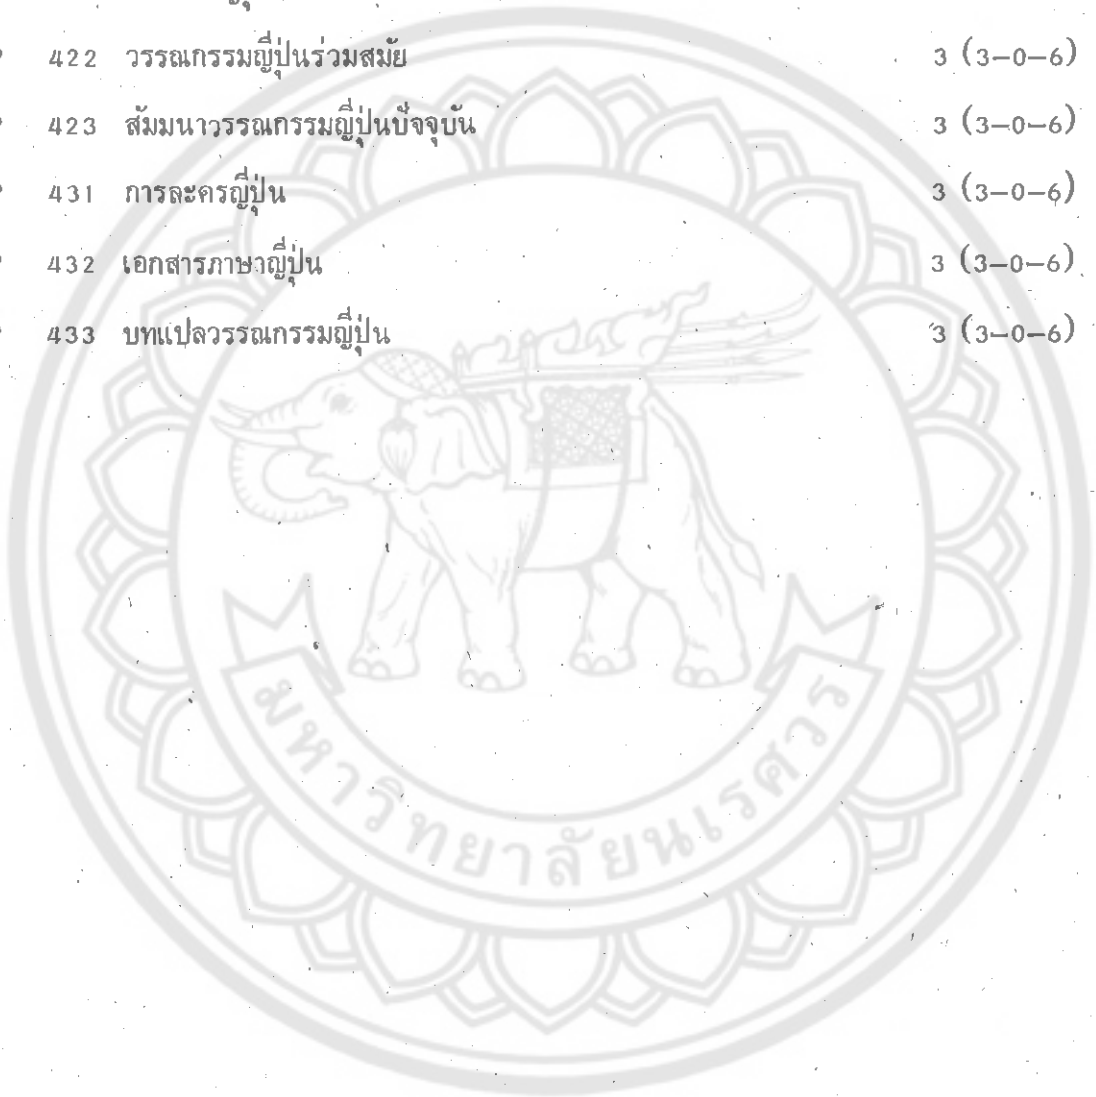 422 วรรณกรรมญี่ปุ่นร่วมสมัย 3 (3-0-6)
423 สัมมนาวรรณกรรมญี่ปุ่นปัจจุบัน 3 (3-0-6)
431 การละครญี่ปุ่น 3 (3-0-6)
432 เอกสารภาษาญี่ปุ่น 3 (3-0-6)
433 บทแปลวรรณกรรมญี่ปุ่น 3 (3-0-6)
มหาวิทยาลัยนเรศวร